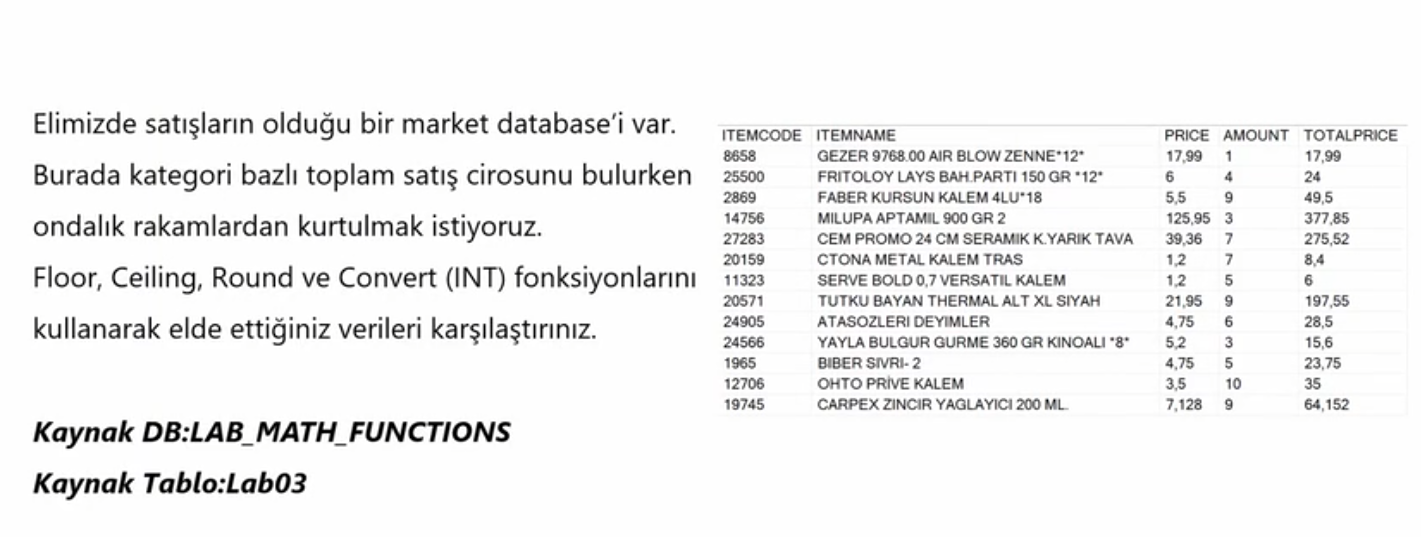 Elimizde satışların olduğu bir market database'i var.
Burada kategori bazlı toplam satış cirosunu bulurken
ondalık rakamlardan kurtulmak istiyoruz.
Floor, Ceiling, Round ve Convert (INT) fonksiyonlarını
kullanarak elde ettiğiniz verileri karşılaştırınız.
Kaynak DB:LAB_MATH_FUNCTIONS
Kaynak Tablo:Lab03
ITEMCODE ITEMNAME PRICE AMOUNT TOTALPRICE
8658 GEZER 9768.00 AIR BLOW ZENNE*12* 17,99 1 17,99
25500 FRITOLOY LAYS BAH.PARTI 150 GR *12* 6 4 24
2869 FABER KURSUN KALEM 4LU*18 5,5 9 49,5
14756 MILUPA APTAMIL 900 GR 2 125,95 3 377,85
27283 CEM PROMO 24 CM SERAMIK K.YARIK TAVA 39,36 7 275,52
20159 CTONA METAL KALEM TRAS 1,2 7 8,4
11323 SERVE BOLD 0,7 VERSATIL KALEM 1,2 5 6
20571 TUTKU BAYAN THERMAL ALT XL SIYAH 21,95 9 197,55
24905 ATASOZLERI DEYIMLER 4,75 6 28,5
24566 YAYLA BULGUR GURME 360 GR KINOALI *8* 5,2 3 15,6
1965 BIBER SIVRI- 2 4,75 5 23,75
12706 OHTO PRİVE KALEM 3,5 10 35
19745 CARPEX ZINCIR YAGLAYICI 200 ML. 7,128 9 64,152